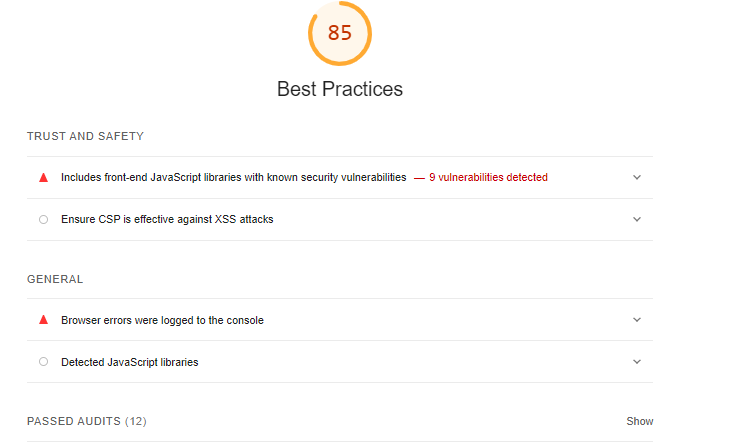 85
Best Practices
TRUST AND SAFETY
Includes front-end JavaScript libraries with known security vulnerabilities — 9 vulnerabilities detected
Ensure CSP is effective against XSS attacks
GENERAL
Browser errors were logged to the console
Detected JavaScript libraries
PASSED AUDITS (12) Show